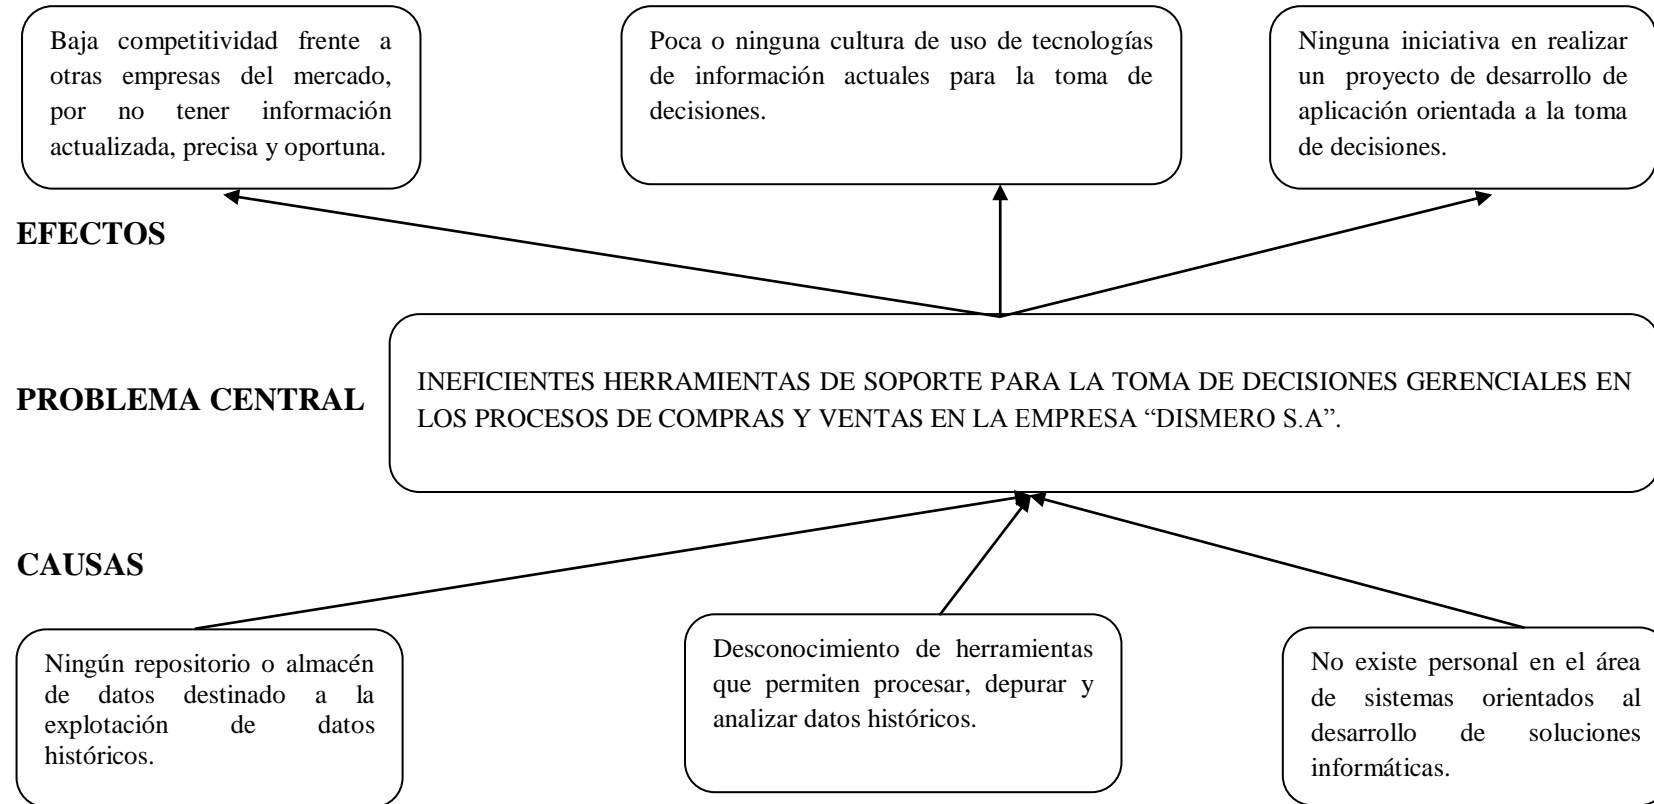 Baja competitividad frente a
otras empresas del mercado,
por no tener información
actualizada, precisa y oportuna.
Poca o ninguna cultura de uso de tecnologías
de información actuales para la toma de
decisiones.
Ninguna iniciativa en realizar
un proyecto de desarrollo de
aplicación orientada a la toma
de decisiones.
EFECTOS
PROBLEMA CENTRAL
INEFICIENTES HERRAMIENTAS DE SOPORTE PARA LA TOMA DE DECISIONES GERENCIALES EN
LOS PROCESOS DE COMPRAS Y VENTAS EN LA EMPRESA “DISMERO S.A”.
CAUSAS
Ningún repositorio o almacén
de datos destinado a la
explotación de datos
históricos.
Desconocimiento de herramientas
que permiten procesar, depurar y
analizar datos históricos.
No existe personal en el área
de sistemas orientados al
desarrollo de soluciones
informáticas.